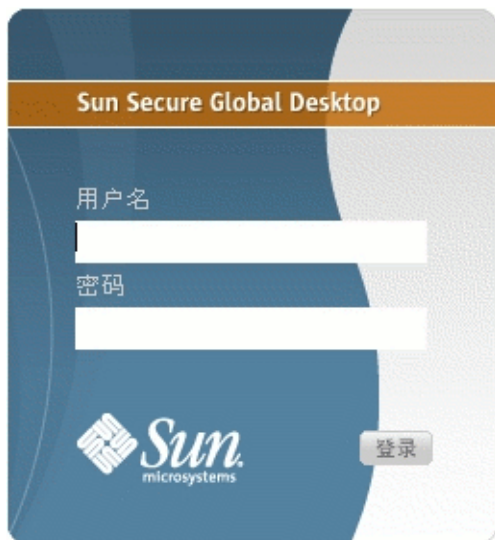 Sun Secure Global Desktop
用户名
密码
Sun
microsystems
登录